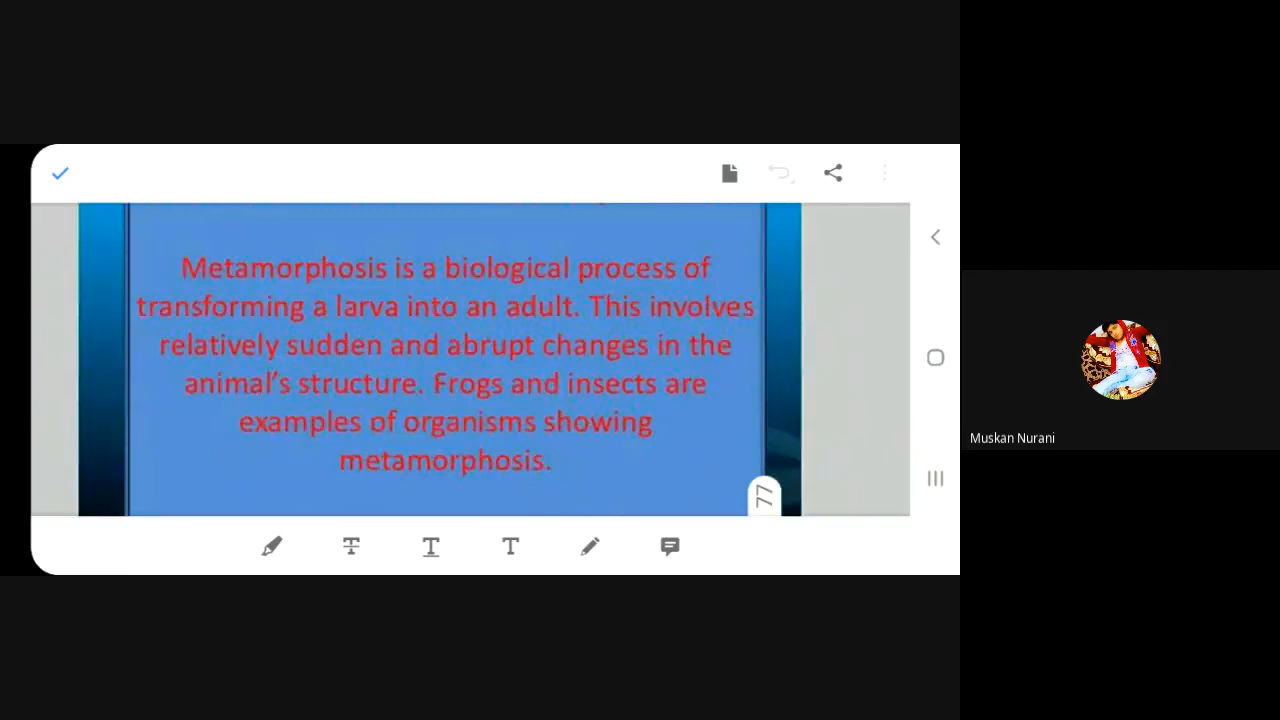 Metamorphosis is a biological process of
transforming a larva into an adult. This involves
relatively sudden and abrupt changes in the
animal's structure. Frogs and insects are
examples of organisms showing
metamorphosis.
77
Muskan Nurani